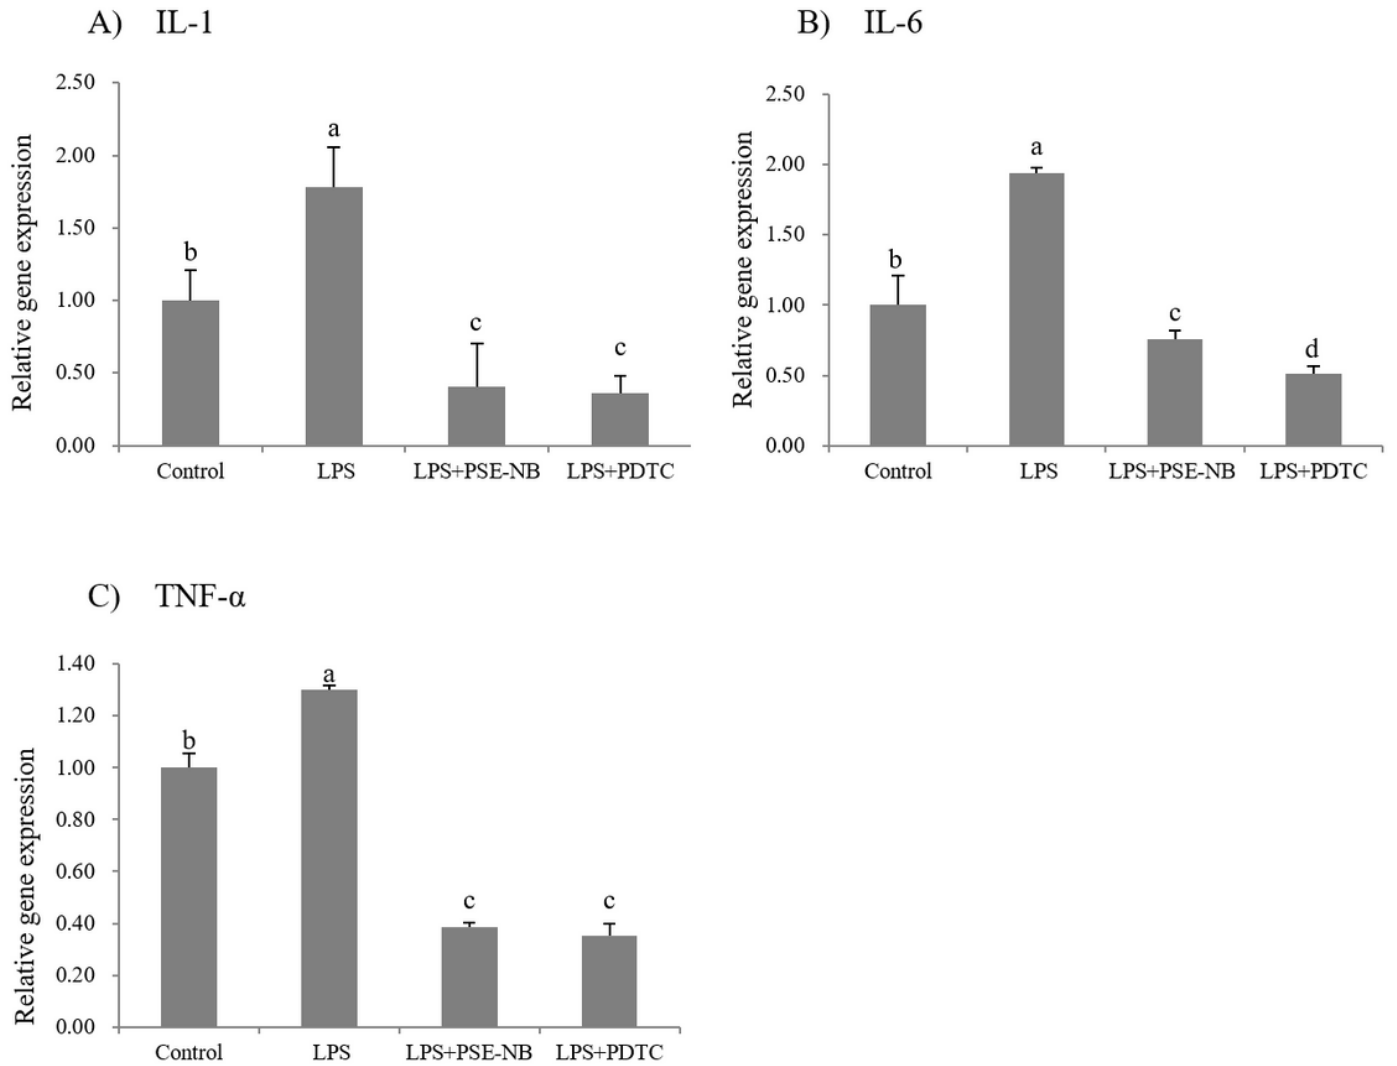 A) IL-1
Relative gene expression
2.50
2.00
1.50
1.00
0.50
0.00
b
a
c
c
Control LPS LPS+PSE-NB LPS+PDTC
B) IL-6
Relative gene expression
2.50
2.00
1.50
1.00
0.50
0.00
b
a
c
d
Control LPS LPS+PSE-NB LPS+PDTC
C) TNF-α
Relative gene expression
1.40
1.20
1.00
0.80
0.60
0.40
0.20
0.00
b
a
c
c
Control LPS LPS+PSE-NB LPS+PDTC